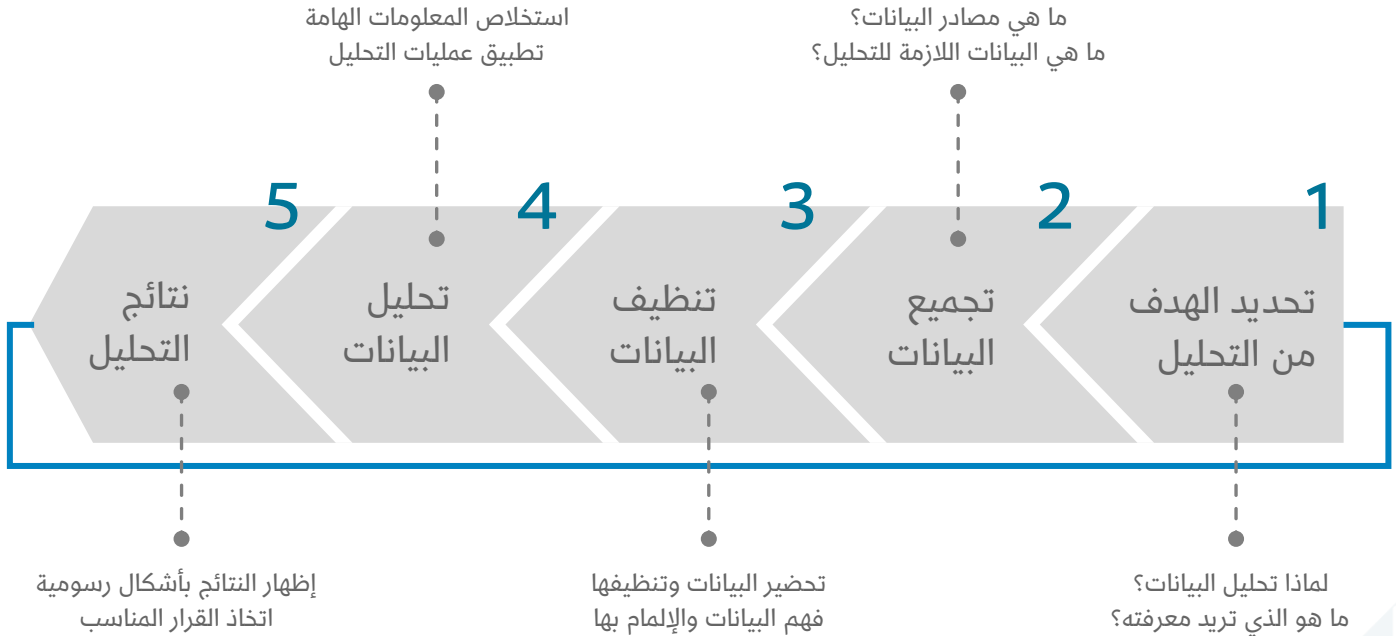 1
تحديد الهدف
من التحليل
لماذا تحليل البيانات؟
ما هو الذي تريد معرفته؟
2
تجميع
البيانات
ما هي مصادر البيانات؟
ما هي البيانات اللازمة للتحليل؟
3
تنظيف
البيانات
تحضير البيانات وتنظيفها
فهم البيانات والإلمام بها
4
تحليل
البيانات
استخلاص المعلومات الهامة
تطبيق عمليات التحليل
5
نتائج
التحليل
إظهار النتائج بأشكال رسومية
اتخاذ القرار المناسب